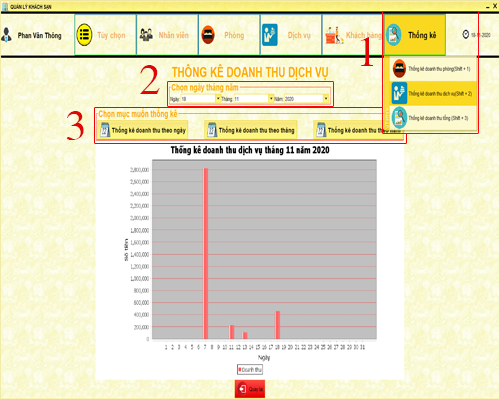 QUẢN LÝ KHÁCH SẠN
Phan Văn Thông
Tùy chọn
Nhân viên
Phòng
Dịch vụ
Khách hàng
Thống kê
18-11-2020
1
Thống kê doanh thu phòng(Shift + 1)
Thống kê doanh thu dịch vụ(Shift + 2)
Thống kê doanh thu tổng (Shift + 3)
THỐNG KÊ DOANH THU DỊCH VỤ
2
Chọn ngày tháng năm
Ngày: 18 Tháng: 11 Năm: 2020
3
Chọn mục muốn thống kê
Thống kê doanh thu theo ngày
Thống kê doanh thu theo tháng
Thống kê doanh thu theo năm
Thống kê doanh thu dịch vụ tháng 11 năm 2020
Số tiền
2,800,000
2,600,000
2,400,000
2,200,000
2,000,000
1,800,000
1,600,000
1,400,000
1,200,000
1,000,000
800,000
600,000
400,000
200,000
0
1 2 3 4 5 6 7 8 9 10 11 12 13 14 15 16 17 18 19 20 21 22 23 24 25 26 27 28 29 30 31
Ngày
Doanh thu